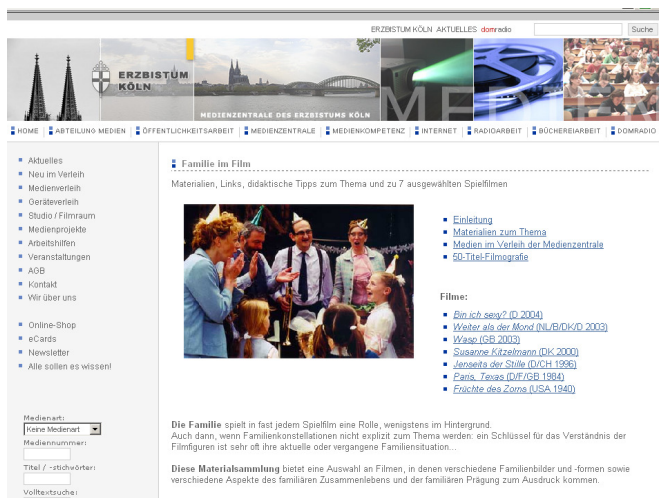 ERZBISTUM KÖLN AKTUELLES domradio Suche
ERZBISTUM
KÖLN
MEDIENZENTRALE DES ERZBISTUMS KÖLN
MEDIEN
HOME ABTEILUNG MEDIEN ÖFFENTLICHKEITSARBEIT MEDIENZENTRALE MEDIENKOMPETENZ INTERNET RADIOARBEIT BÜCHEREIARBEIT DOMRADIO
Aktuelles
Neu im Verleih
Medienverleih
Geräteverleih
Studio / Filmraum
Medienprojekte
Arbeitshilfen
Veranstaltungen
AGB
Kontakt
Wir über uns
Online-Shop
eCards
Newsletter
Alle sollen es wissen!
Medienart:
Keine Medienart
Mediennummer:
Titel / -stichwörter:
Volltextsuche:
Familie im Film
Materialien, Links, didaktische Tipps zum Thema und zu 7 ausgewählten Spielfilmen
Einleitung
Materialien zum Thema
Medien im Verleih der Medienzentrale
50-Titel-Filmografie
Filme:
Bin ich sexy? (D 2004)
Weiter als der Mond (NL/B/DK/D 2003)
Wasp (GB 2003)
Susanne Kitzelmann (DK 2000)
Jenseits der Stille (D/CH 1996)
Paris, Texas (D/F/GB 1984)
Früchte des Zorns (USA 1940)
Die Familie spielt in fast jedem Spielfilm eine Rolle, wenigstens im Hintergrund.
Auch dann, wenn Familienkonstellationen nicht explizit zum Thema werden: ein Schlüssel für das Verständnis der
Filmfiguren ist sehr oft ihre aktuelle oder vergangene Familiensituation...
Diese Materialsammlung bietet eine Auswahl an Filmen, in denen verschiedene Familienbilder und -formen sowie
verschiedene Aspekte des familiären Zusammenlebens und der familiären Prägung zum Ausdruck kommen.